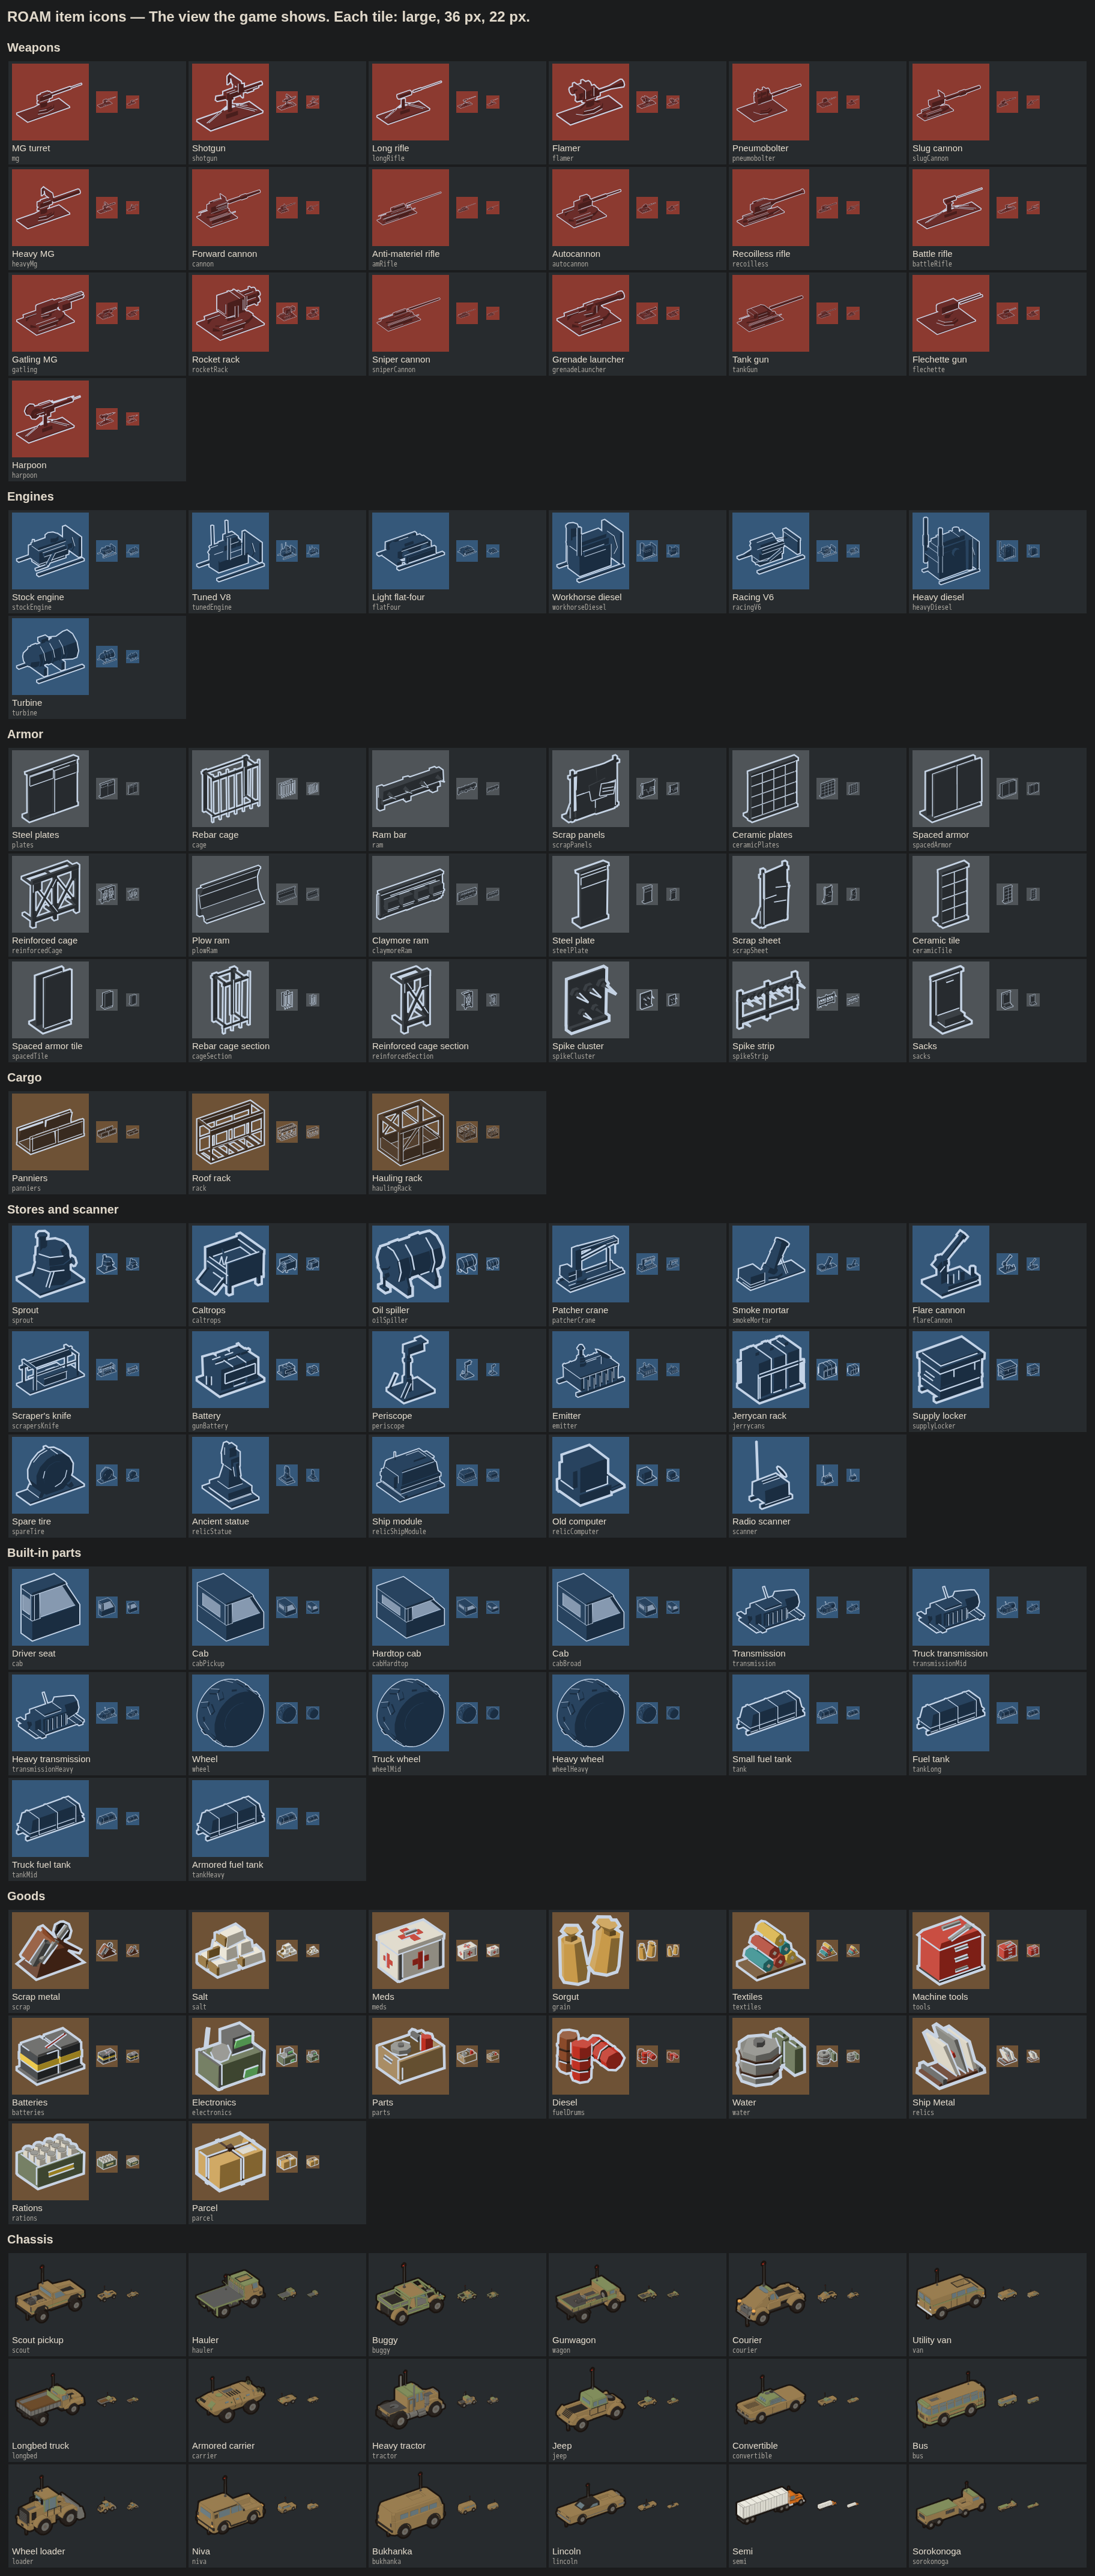 ROAM item icons — The view the game shows. Each tile: large, 36 px, 22 px.
Weapons
MG turret
mg
Shotgun
shotgun
Long rifle
longRifle
Flamer
flamer
Pneumobolter
pneumobolter
Slug cannon
slugCannon
Heavy MG
heavyMg
Forward cannon
cannon
Anti-materiel rifle
amRifle
Autocannon
autocannon
Recoilless rifle
recoilless
Battle rifle
battleRifle
Gatling MG
gatling
Rocket rack
rocketRack
Sniper cannon
sniperCannon
Grenade launcher
grenadeLauncher
Tank gun
tankGun
Flechette gun
flechette
Harpoon
harpoon
Engines
Stock engine
stockEngine
Tuned V8
tunedEngine
Light flat-four
flatFour
Workhorse diesel
workhorseDiesel
Racing V6
racingV6
Heavy diesel
heavyDiesel
Turbine
turbine
Armor
Steel plates
plates
Rebar cage
cage
Ram bar
ram
Scrap panels
scrapPanels
Ceramic plates
ceramicPlates
Spaced armor
spacedArmor
Reinforced cage
reinforcedCage
Plow ram
plowRam
Claymore ram
claymoreRam
Steel plate
steelPlate
Scrap sheet
scrapSheet
Ceramic tile
ceramicTile
Spaced armor tile
spacedTile
Rebar cage section
cageSection
Reinforced cage section
reinforcedSection
Spike cluster
spikeCluster
Spike strip
spikeStrip
Sacks
sacks
Cargo
Panniers
panniers
Roof rack
rack
Hauling rack
haulingRack
Stores and scanner
Sprout
sprout
Caltrops
caltrops
Oil spiller
oilSpiller
Patcher crane
patcherCrane
Smoke mortar
smokeMortar
Flare cannon
flareCannon
Scraper's knife
scrapersKnife
Battery
gunBattery
Periscope
periscope
Emitter
emitter
Jerrycan rack
jerrycans
Supply locker
supplyLocker
Spare tire
spareTire
Ancient statue
relicStatue
Ship module
relicShipModule
Old computer
relicComputer
Radio scanner
scanner
Built-in parts
Driver seat
cab
Cab
cabPickup
Hardtop cab
cabHardtop
Cab
cabBroad
Transmission
transmission
Truck transmission
transmissionMid
Heavy transmission
transmissionHeavy
Wheel
wheel
Truck wheel
wheelMid
Heavy wheel
wheelHeavy
Small fuel tank
tank
Fuel tank
tankLong
Truck fuel tank
tankMid
Armored fuel tank
tankHeavy
Goods
Scrap metal
scrap
Salt
salt
Meds
meds
Sorgut
grain
Textiles
textiles
Machine tools
tools
Batteries
batteries
Electronics
electronics
Parts
parts
Diesel
fuelDrums
Water
water
Ship Metal
relics
Rations
rations
Parcel
parcel
Chassis
Scout pickup
scout
Hauler
hauler
Buggy
buggy
Gunwagon
wagon
Courier
courier
Utility van
van
Longbed truck
longbed
Armored carrier
carrier
Heavy tractor
tractor
Jeep
jeep
Convertible
convertible
Bus
bus
Wheel loader
loader
Niva
niva
Bukhanka
bukhanka
Lincoln
lincoln
Semi
semi
Sorokonoga
sorokonoga